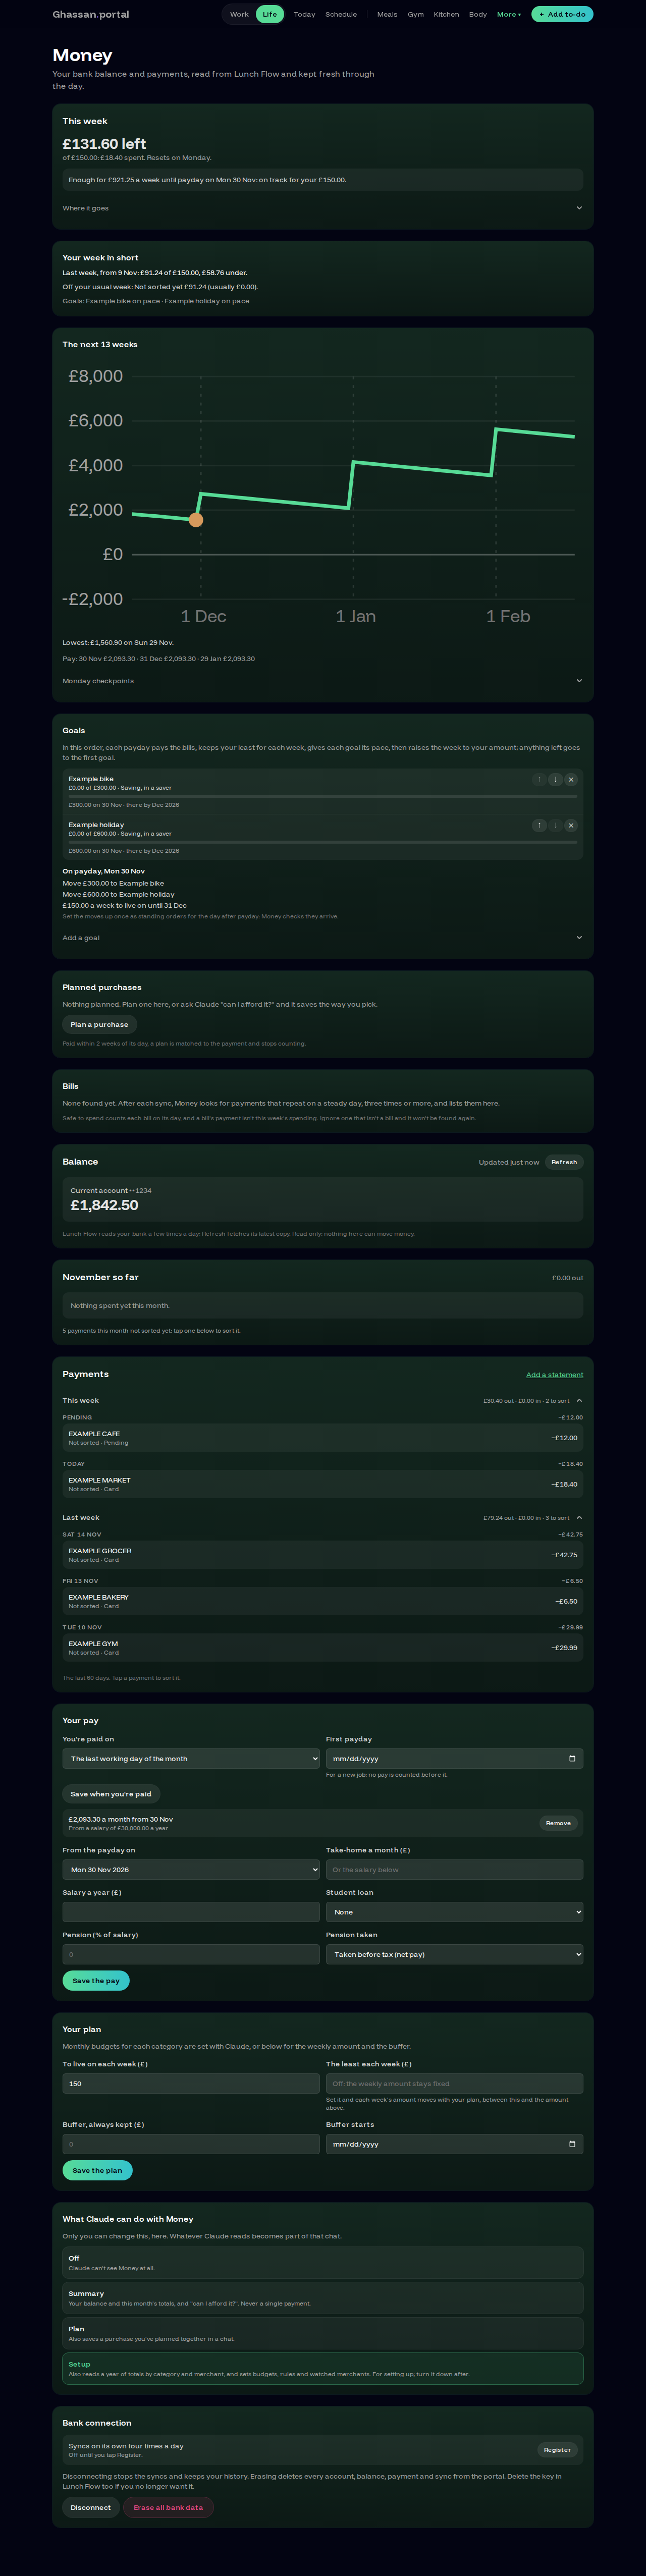 Ghassan.portal
Work
Life
Today
Schedule
Meals
Gym
Kitchen
Body
More ▾
+ Add to-do
Money
Your bank balance and payments, read from Lunch Flow and kept fresh through
the day.
This week
£131.60 left
of £150.00: £18.40 spent. Resets on Monday.
Enough for £921.25 a week until payday on Mon 30 Nov: on track for your £150.00.
Where it goes
Your week in short
Last week, from 9 Nov: £91.24 of £150.00, £58.76 under.
Off your usual week: Not sorted yet £91.24 (usually £0.00).
Goals: Example bike on pace · Example holiday on pace
The next 13 weeks
£8,000
£6,000
£4,000
£2,000
£0
-£2,000
1 Dec
1 Jan
1 Feb
Lowest: £1,560.90 on Sun 29 Nov.
Pay: 30 Nov £2,093.30 · 31 Dec £2,093.30 · 29 Jan £2,093.30
Monday checkpoints
Goals
In this order, each payday pays the bills, keeps your least for each week, gives each goal its pace, then raises the week to your amount; anything left goes
to the first goal.
Example bike
£0.00 of £300.00 · Saving, in a saver
£300.00 on 30 Nov · there by Dec 2026
Example holiday
£0.00 of £600.00 · Saving, in a saver
£600.00 on 30 Nov · there by Dec 2026
On payday, Mon 30 Nov
Move £300.00 to Example bike
Move £600.00 to Example holiday
£150.00 a week to live on until 31 Dec
Set the moves up once as standing orders for the day after payday; Money checks they arrive.
Add a goal
Planned purchases
Nothing planned. Plan one here, or ask Claude "can I afford it?" and it saves the way you pick.
Plan a purchase
Paid within 2 weeks of its day, a plan is matched to the payment and stops counting.
Bills
None found yet. After each sync, Money looks for payments that repeat on a steady day, three times or more, and lists them here.
Safe-to-spend counts each bill on its day, and a bill's payment isn't this week's spending. Ignore one that isn't a bill and it won't be found again.
Balance
Updated just now
Refresh
Current account ••1234
£1,842.50
Lunch Flow reads your bank a few times a day; Refresh fetches its latest copy. Read only: nothing here can move money.
November so far
£0.00 out
Nothing spent yet this month.
5 payments this month not sorted yet: tap one below to sort it.
Payments
Add a statement
This week
£30.40 out · £0.00 in · 2 to sort
PENDING
−£12.00
EXAMPLE CAFE
Not sorted · Pending
−£12.00
TODAY
−£18.40
EXAMPLE MARKET
Not sorted · Card
−£18.40
Last week
£79.24 out · £0.00 in · 3 to sort
SAT 14 NOV
−£42.75
EXAMPLE GROCER
Not sorted · Card
−£42.75
FRI 13 NOV
−£6.50
EXAMPLE BAKERY
Not sorted · Card
−£6.50
TUE 10 NOV
−£29.99
EXAMPLE GYM
Not sorted · Card
−£29.99
The last 60 days. Tap a payment to sort it.
Your pay
You're paid on
First payday
The last working day of the month
mm/dd/yyyy
For a new job: no pay is counted before it.
Save when you're paid
£2,093.30 a month from 30 Nov
From a salary of £30,000.00 a year
Remove
From the payday on
Take-home a month (£)
Mon 30 Nov 2026
Or the salary below
Salary a year (£)
Student loan
None
Pension (% of salary)
Pension taken
0
Taken before tax (net pay)
Save the pay
Your plan
Monthly budgets for each category are set with Claude, or below for the weekly amount and the buffer.
To live on each week (£)
The least each week (£)
150
Off: the weekly amount stays fixed
Set it and each week's amount moves with your plan, between this and the amount
above.
Buffer, always kept (£)
Buffer starts
0
mm/dd/yyyy
Save the plan
What Claude can do with Money
Only you can change this, here. Whatever Claude reads becomes part of that chat.
Off
Claude can't see Money at all.
Summary
Your balance and this month's totals, and "can I afford it?". Never a single payment.
Plan
Also saves a purchase you've planned together in a chat.
Setup
Also reads a year of totals by category and merchant, and sets budgets, rules and watched merchants. For setting up; turn it down after.
Bank connection
Syncs on its own four times a day
Off until you tap Register.
Register
Disconnecting stops the syncs and keeps your history. Erasing deletes every account, balance, payment and sync from the portal. Delete the key in
Lunch Flow too if you no longer want it.
Disconnect
Erase all bank data